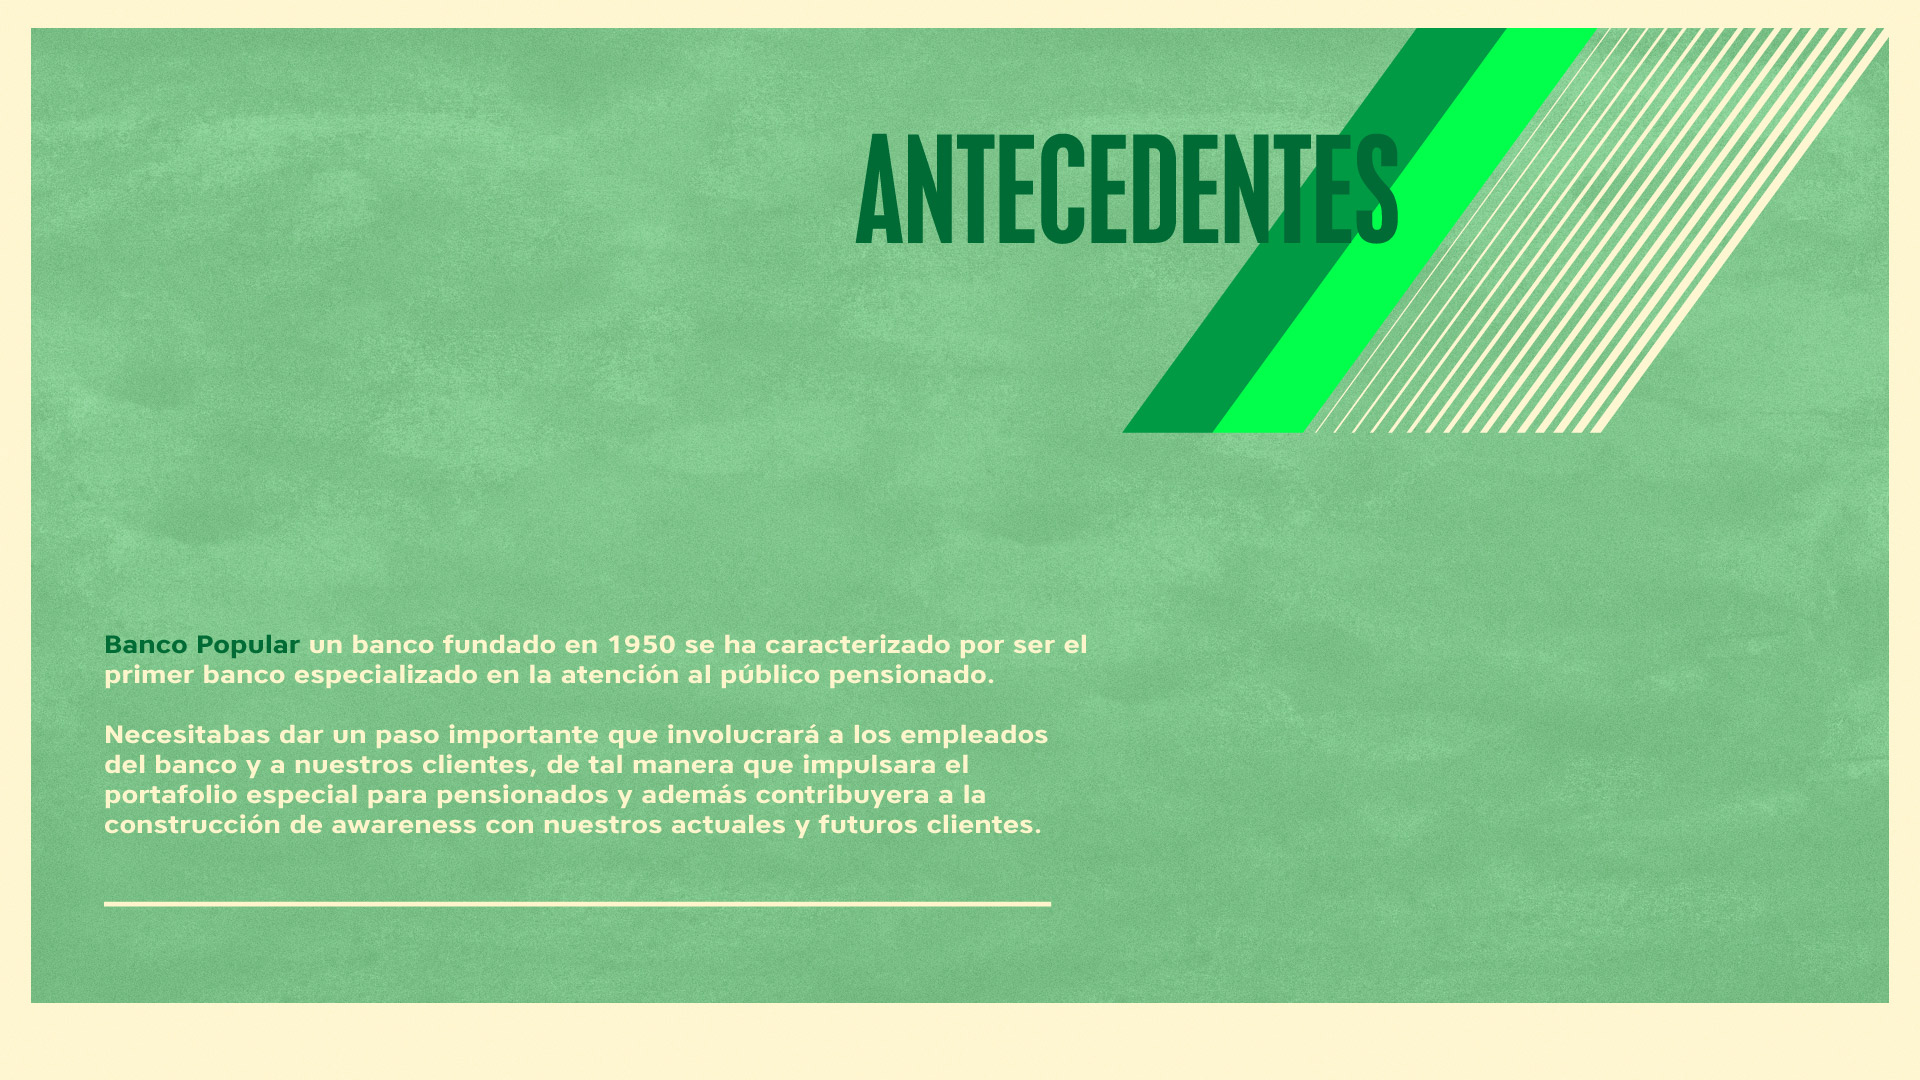 ANTECEDENTES
Banco Popular un banco fundado en 1950 se ha caracterizado por ser el
primer banco especializado en la atención al público pensionado.
Necesitabas dar un paso importante que involucrará a los empleados
del banco y a nuestros clientes, de tal manera que impulsara el
portafolio especial para pensionados y además contribuyera a la
construcción de awareness con nuestros actuales y futuros clientes.